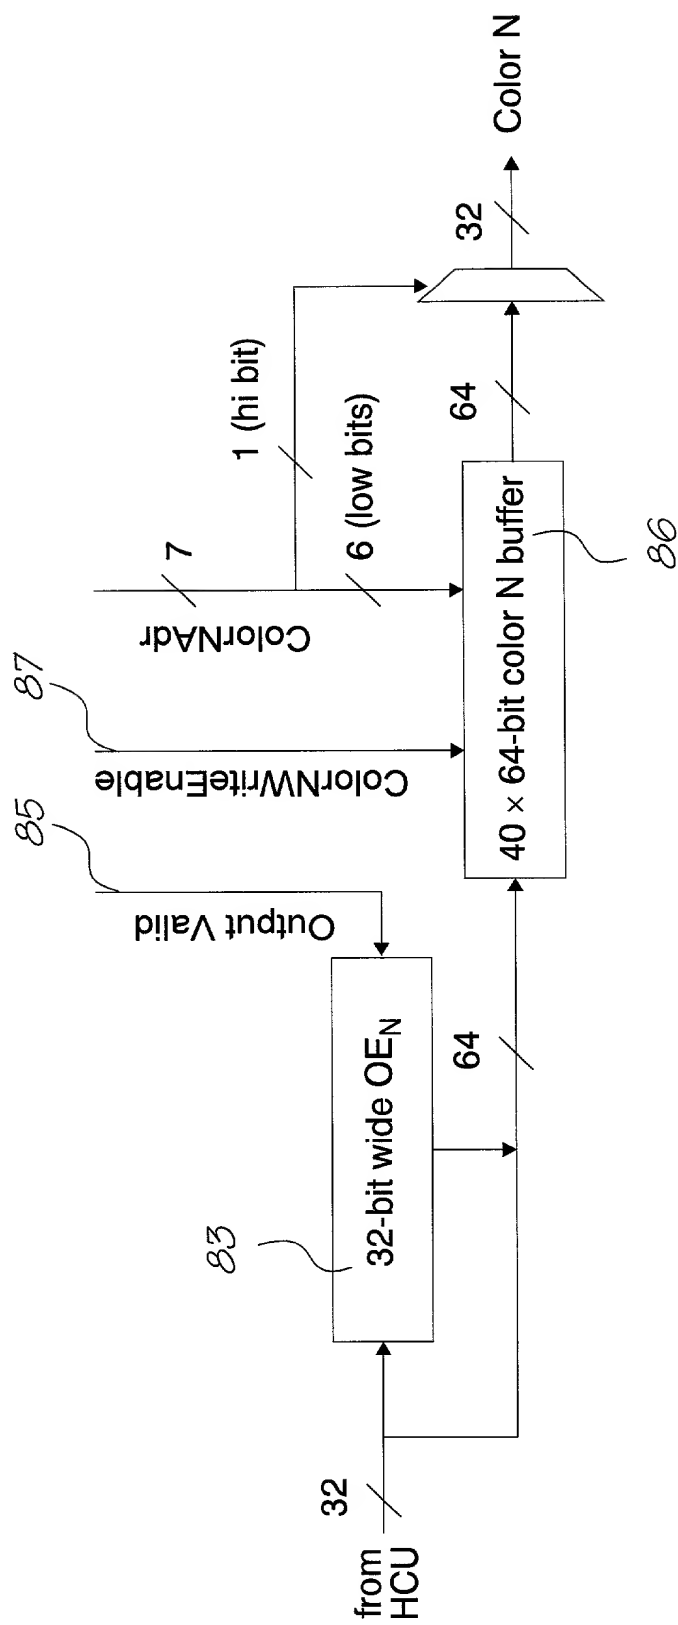 from
HCU
32
83
32-bit wide OEN
Output Valid
85
64
ColorNWriteEnable
87
ColorNAdr
7
1 (hi bit)
6 (low bits)
40 × 64-bit color N buffer
86
64
32
Color N